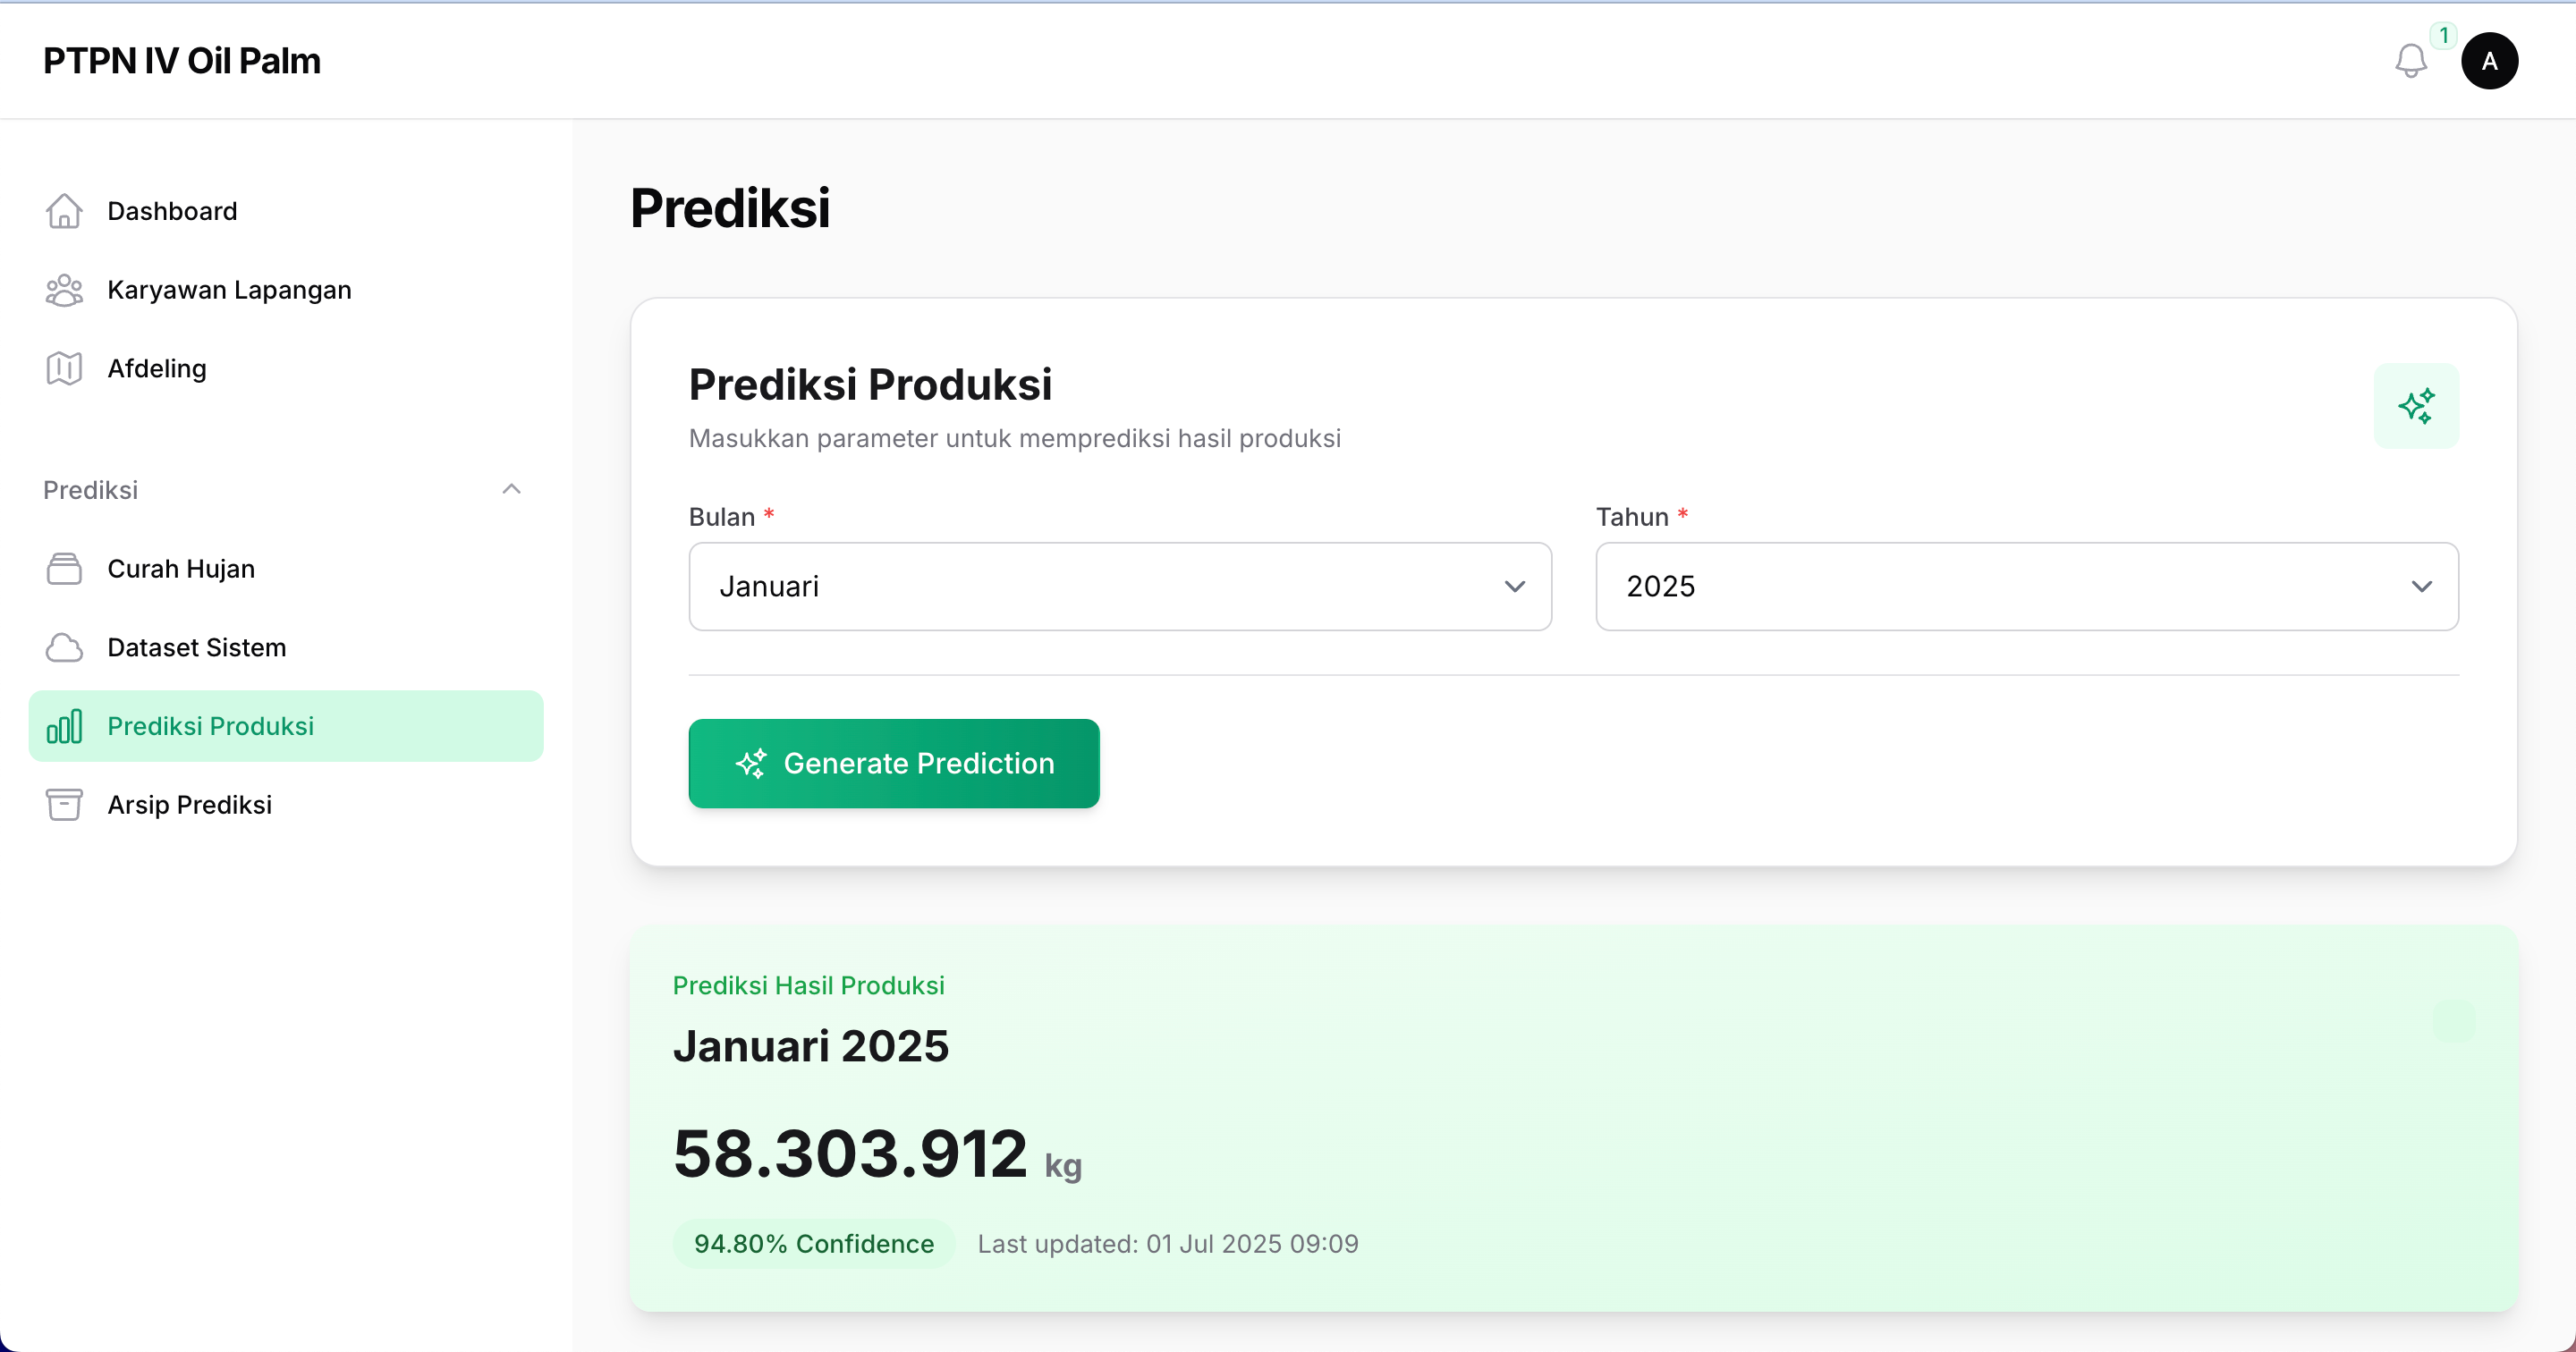 PTPN IV Oil Palm
1
A
Dashboard
Karyawan Lapangan
Afdeling
Prediksi
Curah Hujan
Dataset Sistem
Prediksi Produksi
Arsip Prediksi
Prediksi
Prediksi Produksi
Masukkan parameter untuk memprediksi hasil produksi
Bulan *
Januari
Tahun *
2025
Generate Prediction
Prediksi Hasil Produksi
Januari 2025
58.303.912 kg
94.80% Confidence
Last updated: 01 Jul 2025 09:09